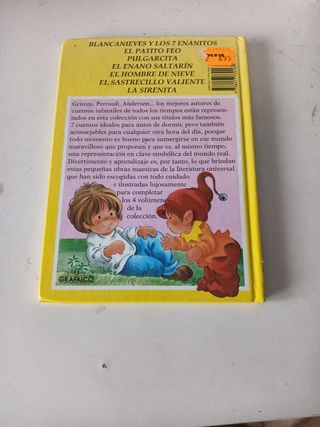 BLANCANIEVES Y LOS 7 ENANITOS
EL PATITO FEO
PULGARCITA
EL ENANO SALTARÍN
EL HOMBRE DE NIEVE
EL SASTRECILLO VALIENTE
LA SIRENITA
695
Grimm, Perrault, Andersen... los mejores autores de
cuentos infantiles de todos los tiempos están represen-
tados en esta colección con sus títulos más famosos.
7 cuentos ideales para antes de dormir pero también
aconsejables para cualquier otra hora del día, porque
todo momento es bueno para sumergirse en ese mundo
maravilloso que proponen y que es, al mismo tiempo,
una representación en clave simbólica del mundo real.
Divertimento y aprendizaje es, por tanto, lo que brindan
estas pequeñas obras maestras de la literatura universal
que han sido escogidas con todo cuidado
e ilustradas lujosamente
para completar
los 4 volúmenes
de la
colección.
GRAFALCO